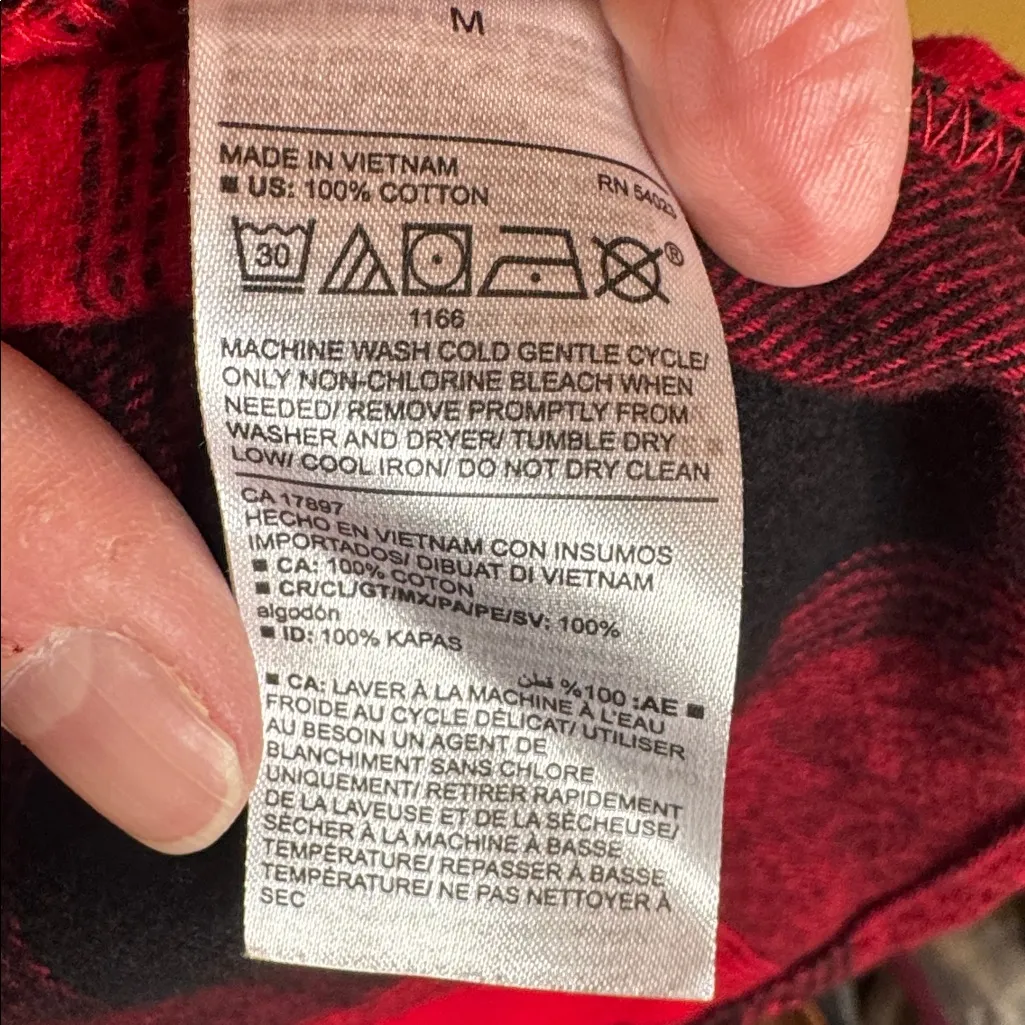 M
MADE IN VIETNAM
■ US: 100% COTTON
RN 54023
30
®
1166
MACHINE WASH COLD GENTLE CYCLE/
ONLY NON-CHLORINE BLEACH WHEN
NEEDED/ REMOVE PROMPTLY FROM
WASHER AND DRYER/ TUMBLE DRY
LOW/ COOL IRON/ DO NOT DRY CLEAN
CA 17897
HECHO EN VIETNAM CON INSUMOS
IMPORTADOS/ DIBUAT DI VIETNAM
■ CA: 100% COTON
■ CR/CL/GT/MX/PA/PE/SV: 100%
algodón
■ ID: 100% KAPAS
■ AE: 100% قطن
■ CA: LAVER À LA MACHINE À L'EAU
FROIDE AU CYCLE DÉLICAT/ UTILISER
AU BESOIN UN AGENT DE
BLANCHIMENT SANS CHLORE
UNIQUEMENT/ RETIRER RAPIDEMENT
DE LA LAVEUSE ET DE LA SÉCHEUSE/
SÉCHER À LA MACHINE À BASSE
TEMPÉRATURE/ REPASSER À BASSE
TEMPÉRATURE/ NE PAS NETTOYER À
SEC